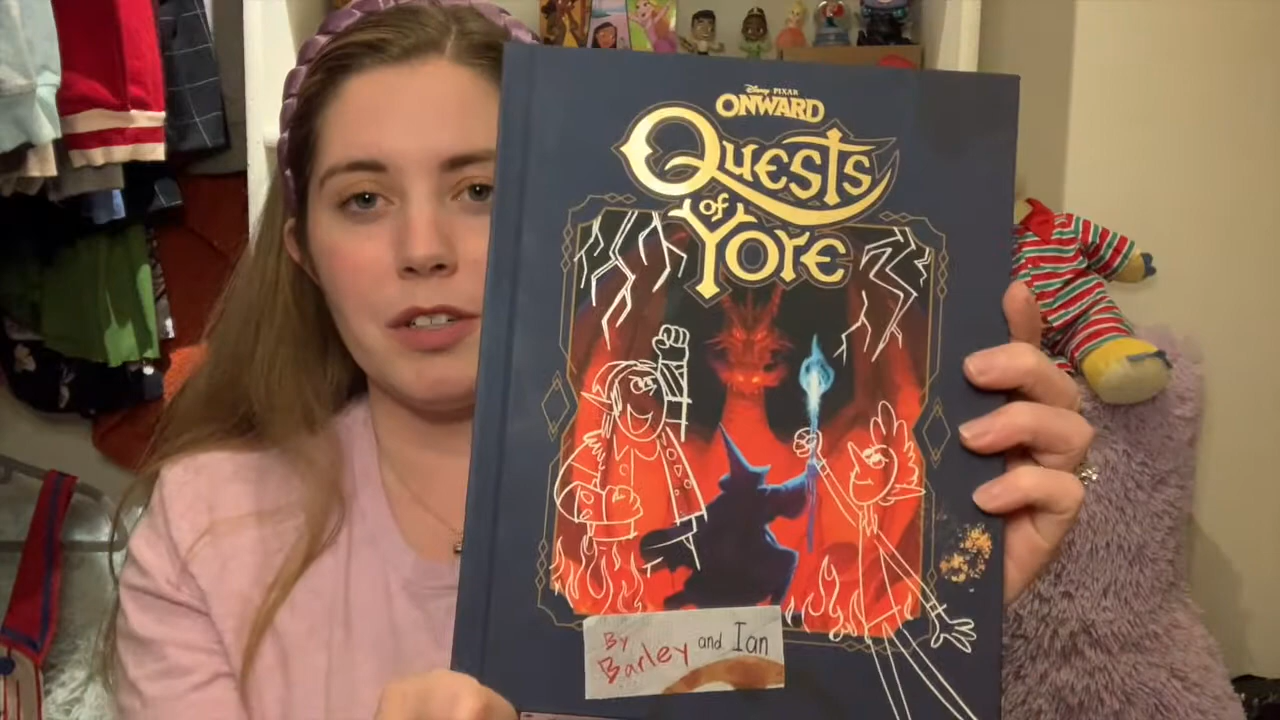 Disney PIXAR
ONWARD
Quests
of
Yore
By
Barley and Ian